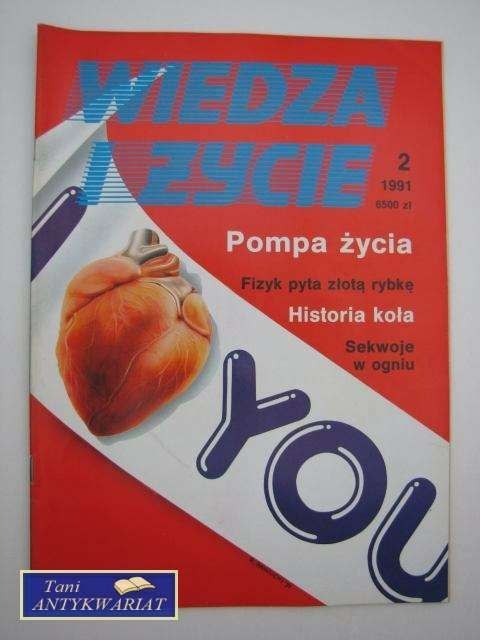 WIEDZA
I ŻYCIE
2
1991
6500 zł
Pompa życia
Fizyk pyta złotą rybkę
Historia koła
Sekwoje
w ogniu
I
YOU
Tani
ANTYKWARIAT